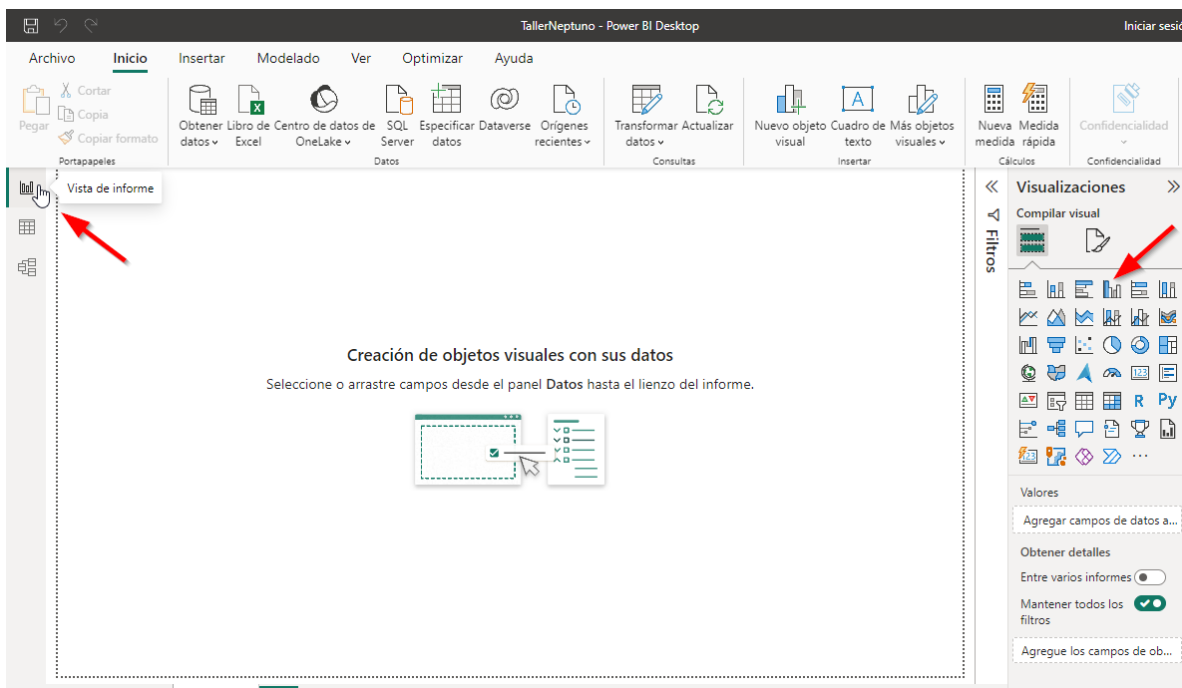 TallerNeptuno - Power BI Desktop
Iniciar sesió
Archivo Inicio Insertar Modelado Ver Optimizar Ayuda
Pegar
Cortar
Copia
Copiar formato
Portapapeles
Obtener datos
Libro de Excel
Centro de datos de OneLake
SQL Server
Especificar datos
Dataverse
Orígenes recientes
Datos
Transformar datos
Actualizar
Consultas
Nuevo objeto visual
Cuadro de texto
Más objetos visuales
Insertar
Nueva medida
Medida rápida
Cálculos
Confidencialidad
Confidencialidad
Vista de informe
Creación de objetos visuales con sus datos
Seleccione o arrastre campos desde el panel Datos hasta el lienzo del informe.
Filtros
Visualizaciones
Compilar visual
123
R Py
123
Valores
Agregar campos de datos a...
Obtener detalles
Entre varios informes
Mantener todos los
filtros
Agregue los campos de ob...